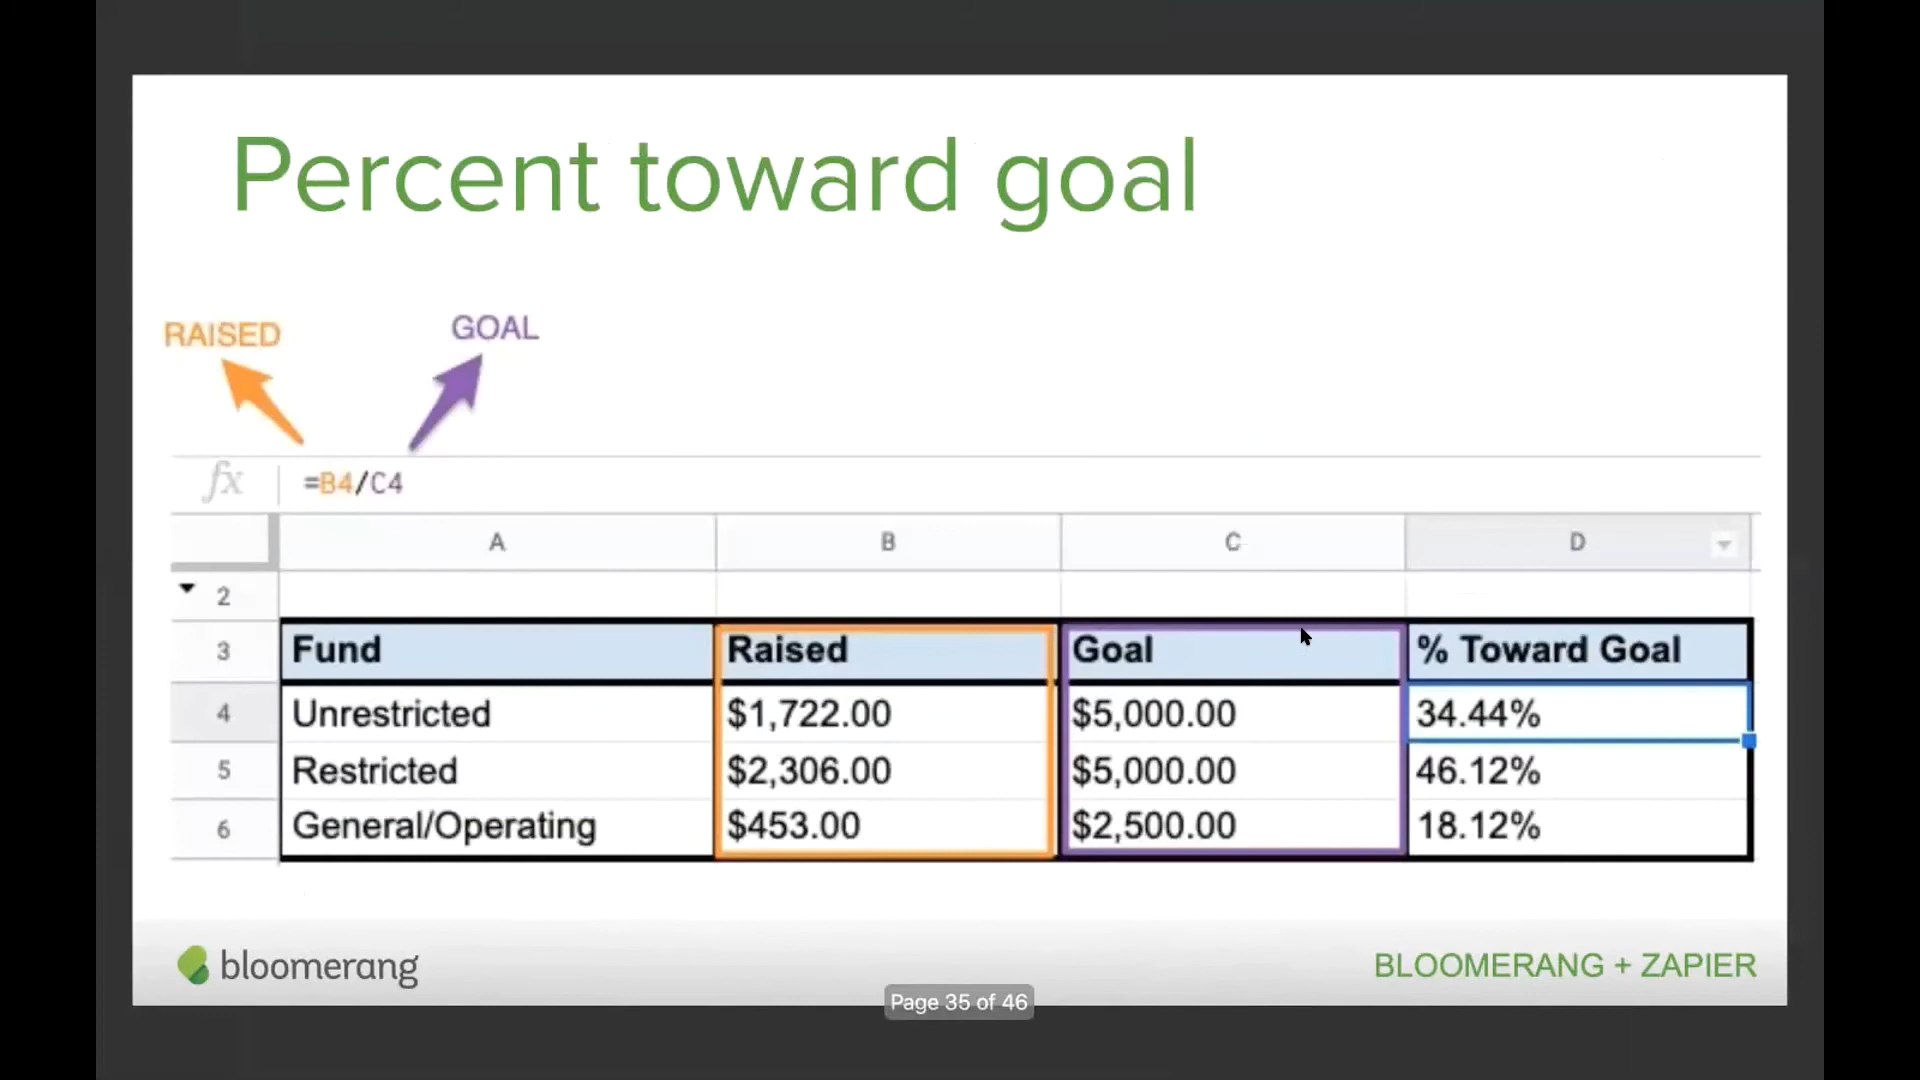 Percent toward goal
RAISED
GOAL
fx =B4/C4
A B C D
2
3 Fund Raised Goal % Toward Goal
4 Unrestricted $1,722.00 $5,000.00 34.44%
5 Restricted $2,306.00 $5,000.00 46.12%
6 General/Operating $453.00 $2,500.00 18.12%
bloomerang
BLOOMERANG + ZAPIER
Page 35 of 46